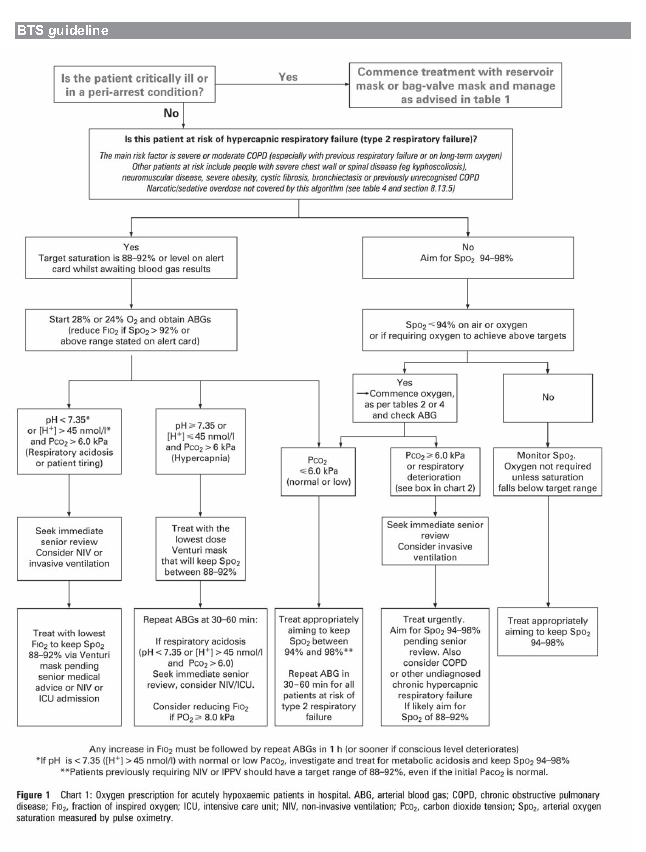 BTS guideline
Is the patient critically ill or
in a peri-arrest condition?
Yes
Commence treatment with reservoir
mask or bag-valve mask and manage
as advised in table 1
No
Is this patient at risk of hypercapnic respiratory failure (type 2 respiratory failure)?
The main risk factor is severe or moderate COPD (especially with previous respiratory failure or on long-term oxygen)
Other patients at risk include people with severe chest wall or spinal disease (eg kyphoscoliosis),
neuromuscular disease, severe obesity, cystic fibrosis, bronchiectasis or previously unrecognised COPD
Narcotic/sedative overdose not covered by this algorithm (see table 4 and section 8.13.5)
Yes
Target saturation is 88–92% or level on alert
card whilst awaiting blood gas results
No
Aim for Spo2 94–98%
Start 28% or 24% O2 and obtain ABGs
(reduce Fio2 if Spo2 > 92% or
above range stated on alert card)
Spo2 < 94% on air or oxygen
or if requiring oxygen to achieve above targets
Yes
Commence oxygen,
as per tables 2 or 4
and check ABG
No
pH < 7.35*
or [H+] > 45 nmol/l*
and Pco2 > 6.0 kPa
(Respiratory acidosis
or patient tiring)
pH ≥ 7.35 or
[H+] ≤ 45 nmol/l
and Pco2 > 6 kPa
(Hypercapnia)
Pco2
≤ 6.0 kPa
(normal or low)
Pco2 ≥ 6.0 kPa
or respiratory
deterioration
(see box in chart 2)
Monitor Spo2.
Oxygen not required
unless saturation
falls below target range
Seek immediate
senior review
Consider NIV or
invasive ventilation
Treat with the
lowest dose
Venturi mask
that will keep Spo2
between 88–92%
Seek immediate senior
review
Consider invasive
ventilation
Treat with lowest
Fio2 to keep Spo2
88–92% via Venturi
mask pending
senior medical
advice or NIV or
ICU admission
Repeat ABGs at 30–60 min:
If respiratory acidosis
(pH < 7.35 or [H+] > 45 nmol/l
and Pco2 > 6.0)
Seek immediate senior
review, consider NIV/ICU.
Consider reducing Fio2
if PO2 ≥ 8.0 kPa
Treat appropriately
aiming to keep
Spo2 between
94% and 98%**
Repeat ABG in
30–60 min for all
patients at risk of
type 2 respiratory
failure
Treat urgently.
Aim for Spo2 94–98%
pending senior
review. Also
consider COPD
or other undiagnosed
chronic hypercapnic
respiratory failure
If likely aim for
Spo2 of 88–92%
Treat appropriately
aiming to keep Spo2
94–98%
Any increase in Fio2 must be followed by repeat ABGs in 1 h (or sooner if conscious level deteriorates)
*If pH is < 7.35 ([H+] > 45 nmol/l) with normal or low Paco2, investigate and treat for metabolic acidosis and keep Spo2 94–98%
**Patients previously requiring NIV or IPPV should have a target range of 88–92%, even if the initial Paco2 is normal.
Figure 1 Chart 1: Oxygen prescription for acutely hypoxaemic patients in hospital. ABG, arterial blood gas; COPD, chronic obstructive pulmonary
disease; Fio2, fraction of inspired oxygen; ICU, intensive care unit; NIV, non-invasive ventilation; Pco2, carbon dioxide tension; Spo2, arterial oxygen
saturation measured by pulse oximetry.